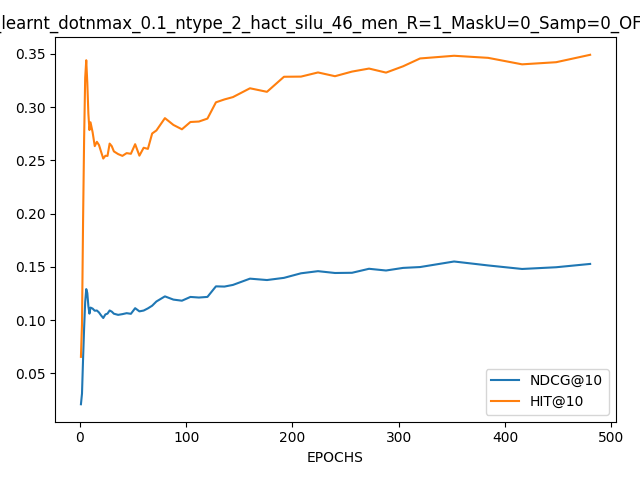 _learnt_dotnmax_0.1_ntype_2_hact_silu_46_men_R=1_MaskU=0_Samp=0_OF
0.35
0.30
0.25
0.20
0.15
0.10
0.05
0 100 200 300 400 500
EPOCHS
NDCG@10
HIT@10